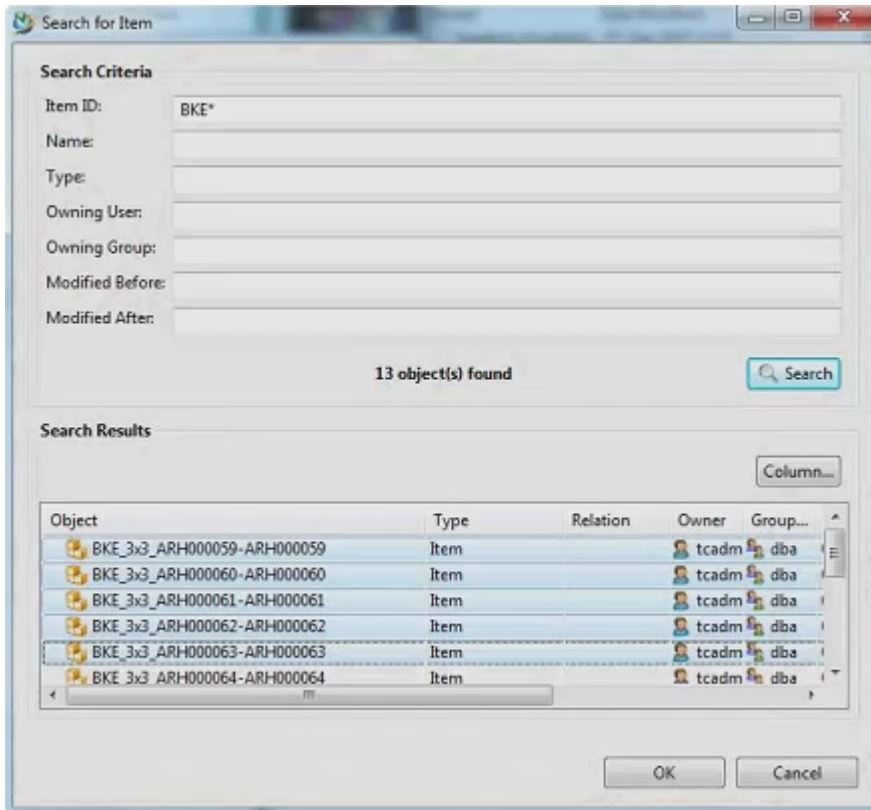 Search for Item
Search Criteria
Item ID: BKE*
Name:
Type:
Owning User:
Owning Group:
Modified Before:
Modified After:
13 object(s) found Search
Search Results
Column...
Object Type Relation Owner Group...
BKE_3x3_ARH000059-ARH000059 Item tcadm dba
BKE_3x3_ARH000060-ARH000060 Item tcadm dba
BKE_3x3_ARH000061-ARH000061 Item tcadm dba
BKE_3x3_ARH000062-ARH000062 Item tcadm dba
BKE_3x3_ARH000063-ARH000063 Item tcadm dba
BKE_3x3_ARH000064-ARH000064 Item tcadm dba
OK Cancel